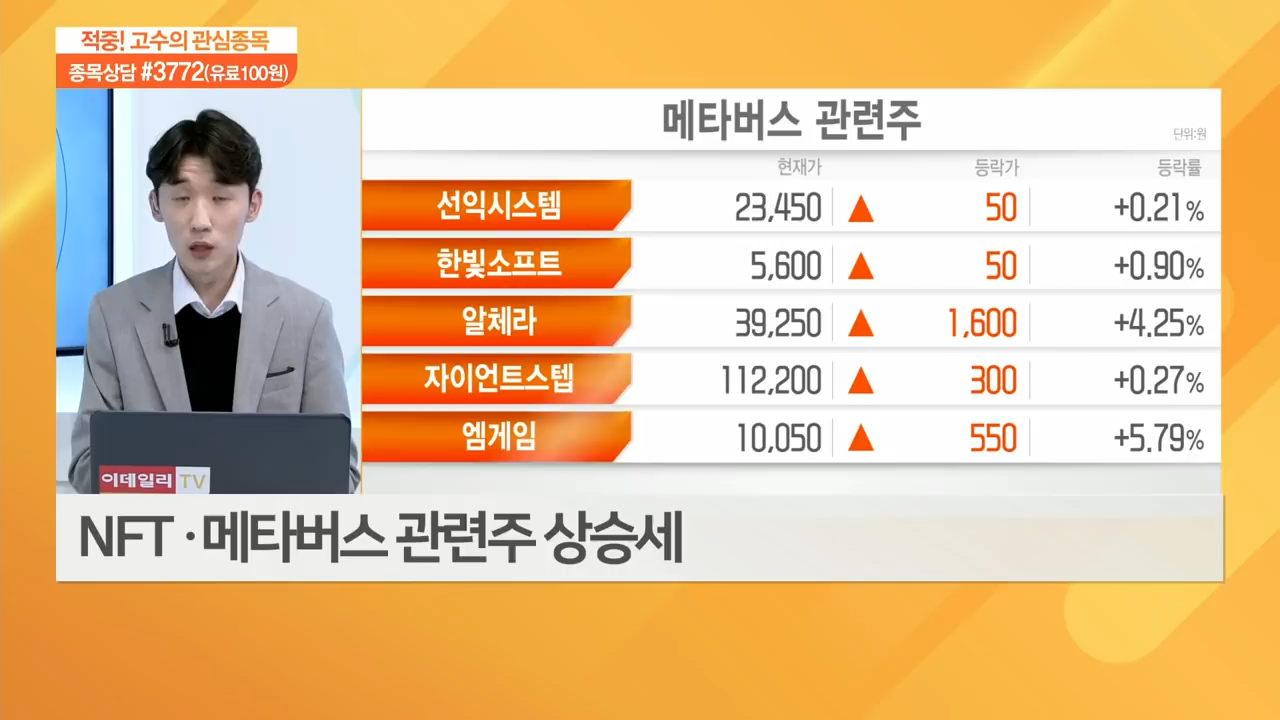 적중! 고수의 관심종목
종목상담 #3772(유료100원)
메타버스 관련주
단위:원
현재가 등락가 등락률
선익시스템 23,450 ▲ 50 +0.21%
한빛소프트 5,600 ▲ 50 +0.90%
알체라 39,250 ▲ 1,600 +4.25%
자이언트스텝 112,200 ▲ 300 +0.27%
엠게임 10,050 ▲ 550 +5.79%
이데일리 TV
NFT·메타버스 관련주 상승세